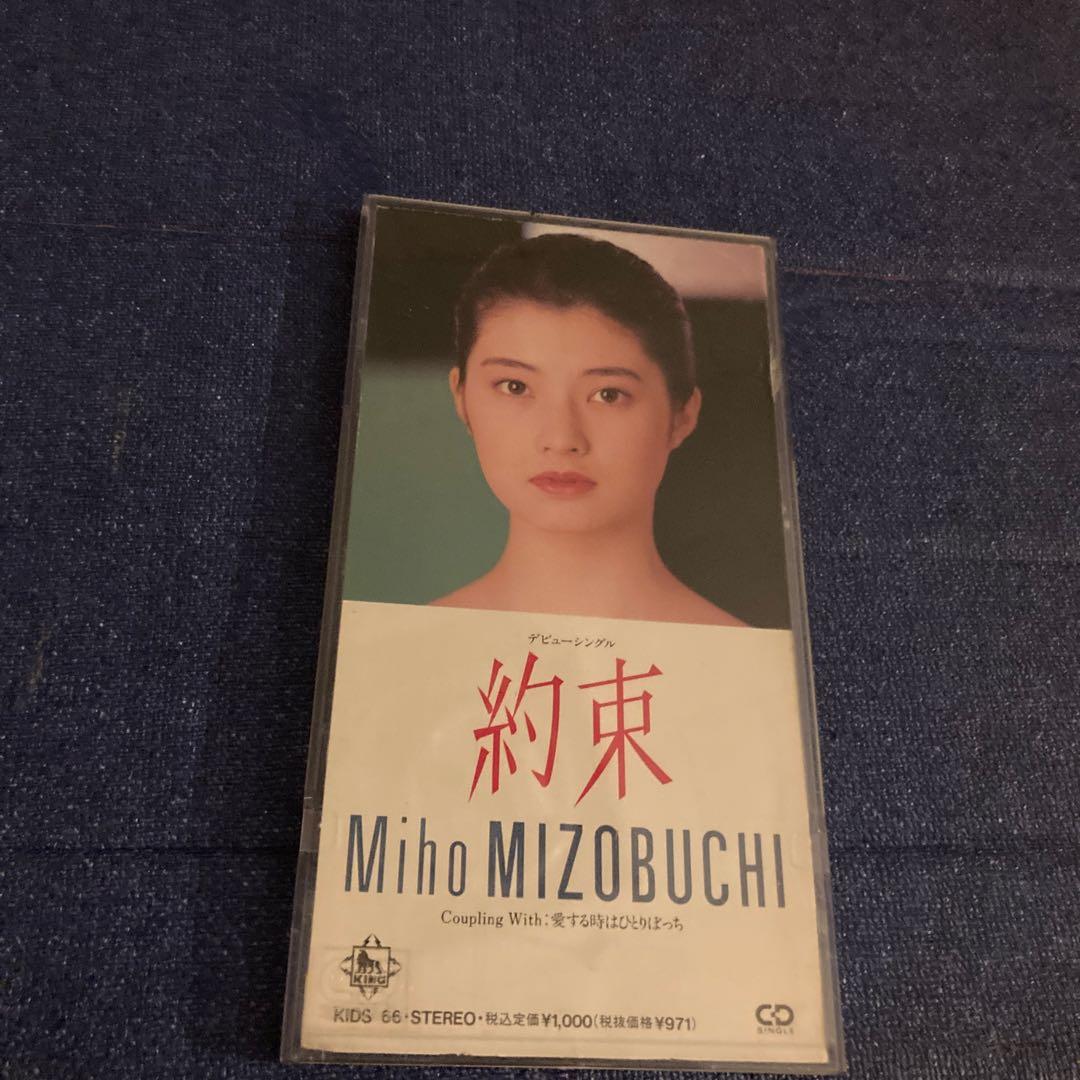 デビューシングル
約束
Miho MIZOBUCHI
Coupling With:愛する時はひとりぼっち
KING
KIDS 66・STEREO・税込定価¥1,000(税抜価格¥971)
CD
SINGLE